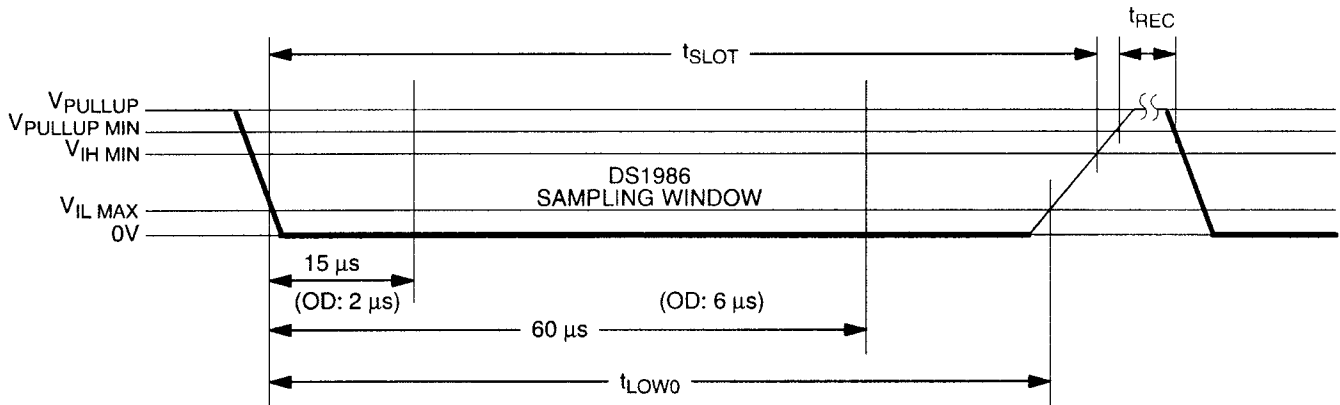 tREC
tSLOT
VPULLUP
VPULLUP MIN
VIH MIN
DS1986
SAMPLING WINDOW
VIL MAX
0V
15 μs
(OD: 2 μs)
(OD: 6 μs)
60 μs
tLOW0